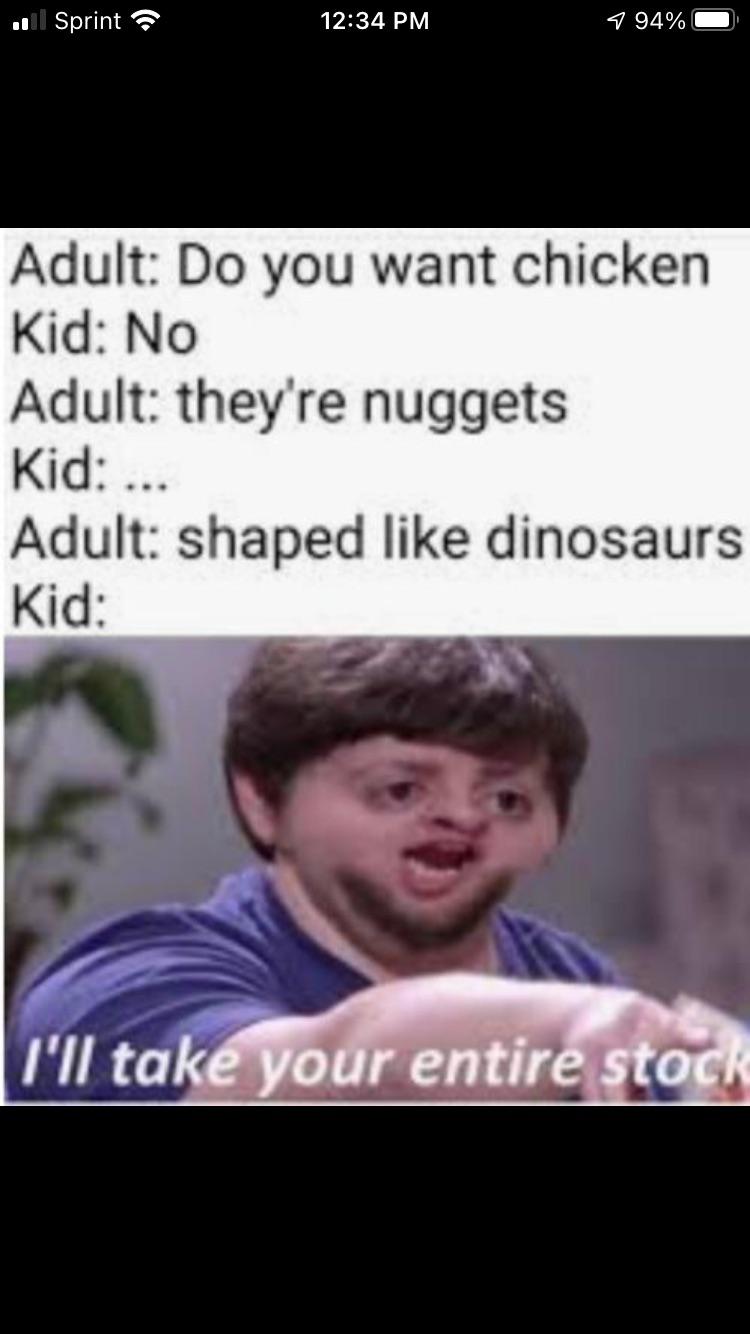 Sprint 12:34 PM 94%
Adult: Do you want chicken
Kid: No
Adult: they're nuggets
Kid: ...
Adult: shaped like dinosaurs
Kid:
I'll take your entire stock